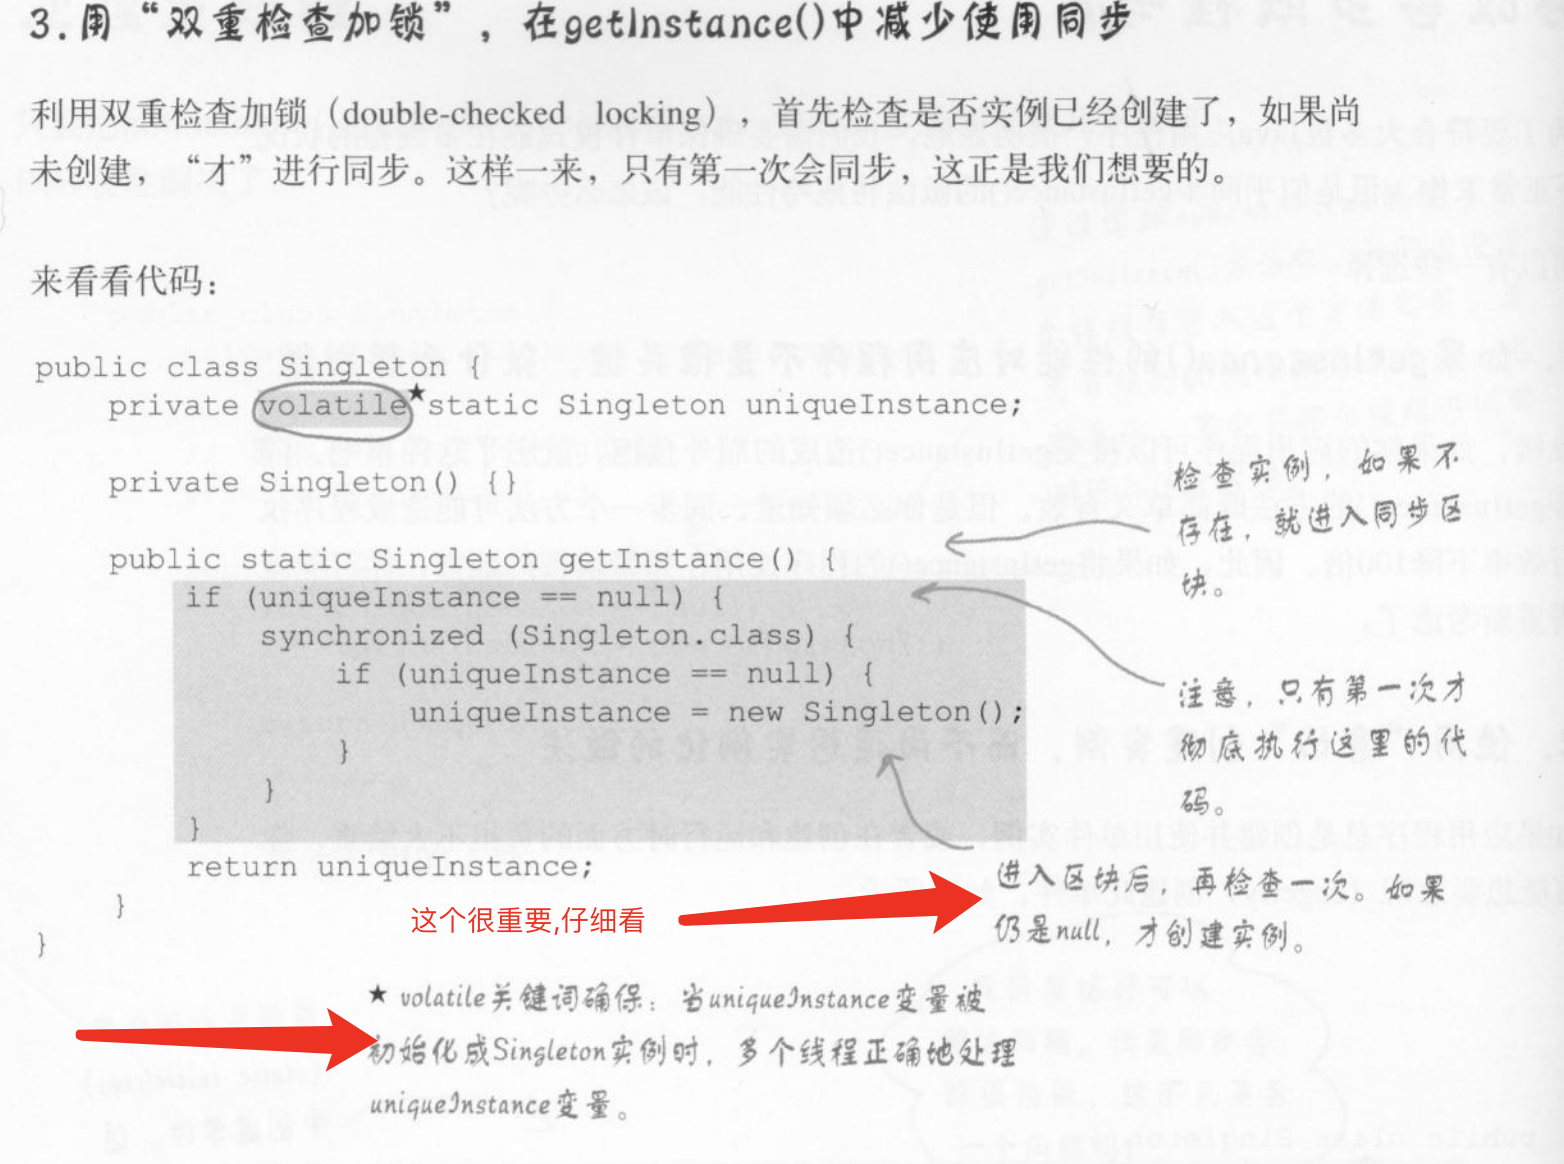 3.用“双重检查加锁”，在getInstance()中减少使用同步
利用双重检查加锁（double-checked locking），首先检查是否实例已经创建了，如果尚
未创建，“才”进行同步。这样一来，只有第一次会同步，这正是我们想要的。
来看看代码：
public class Singleton {
private volatile★static Singleton uniqueInstance;
private Singleton() {}
public static Singleton getInstance() {
if (uniqueInstance == null) {
synchronized (Singleton.class) {
if (uniqueInstance == null) {
uniqueInstance = new Singleton();
}
}
}
return uniqueInstance;
}
}
检查实例，如果不
存在，就进入同步区
块。
注意，只有第一次才
彻底执行这里的代
码。
进入区块后，再检查一次。如果
仍是null，才创建实例。
这个很重要,仔细看
★ volatile关键词确保：当uniqueInstance变量被
初始化成Singleton实例时，多个线程正确地处理
uniqueInstance变量。